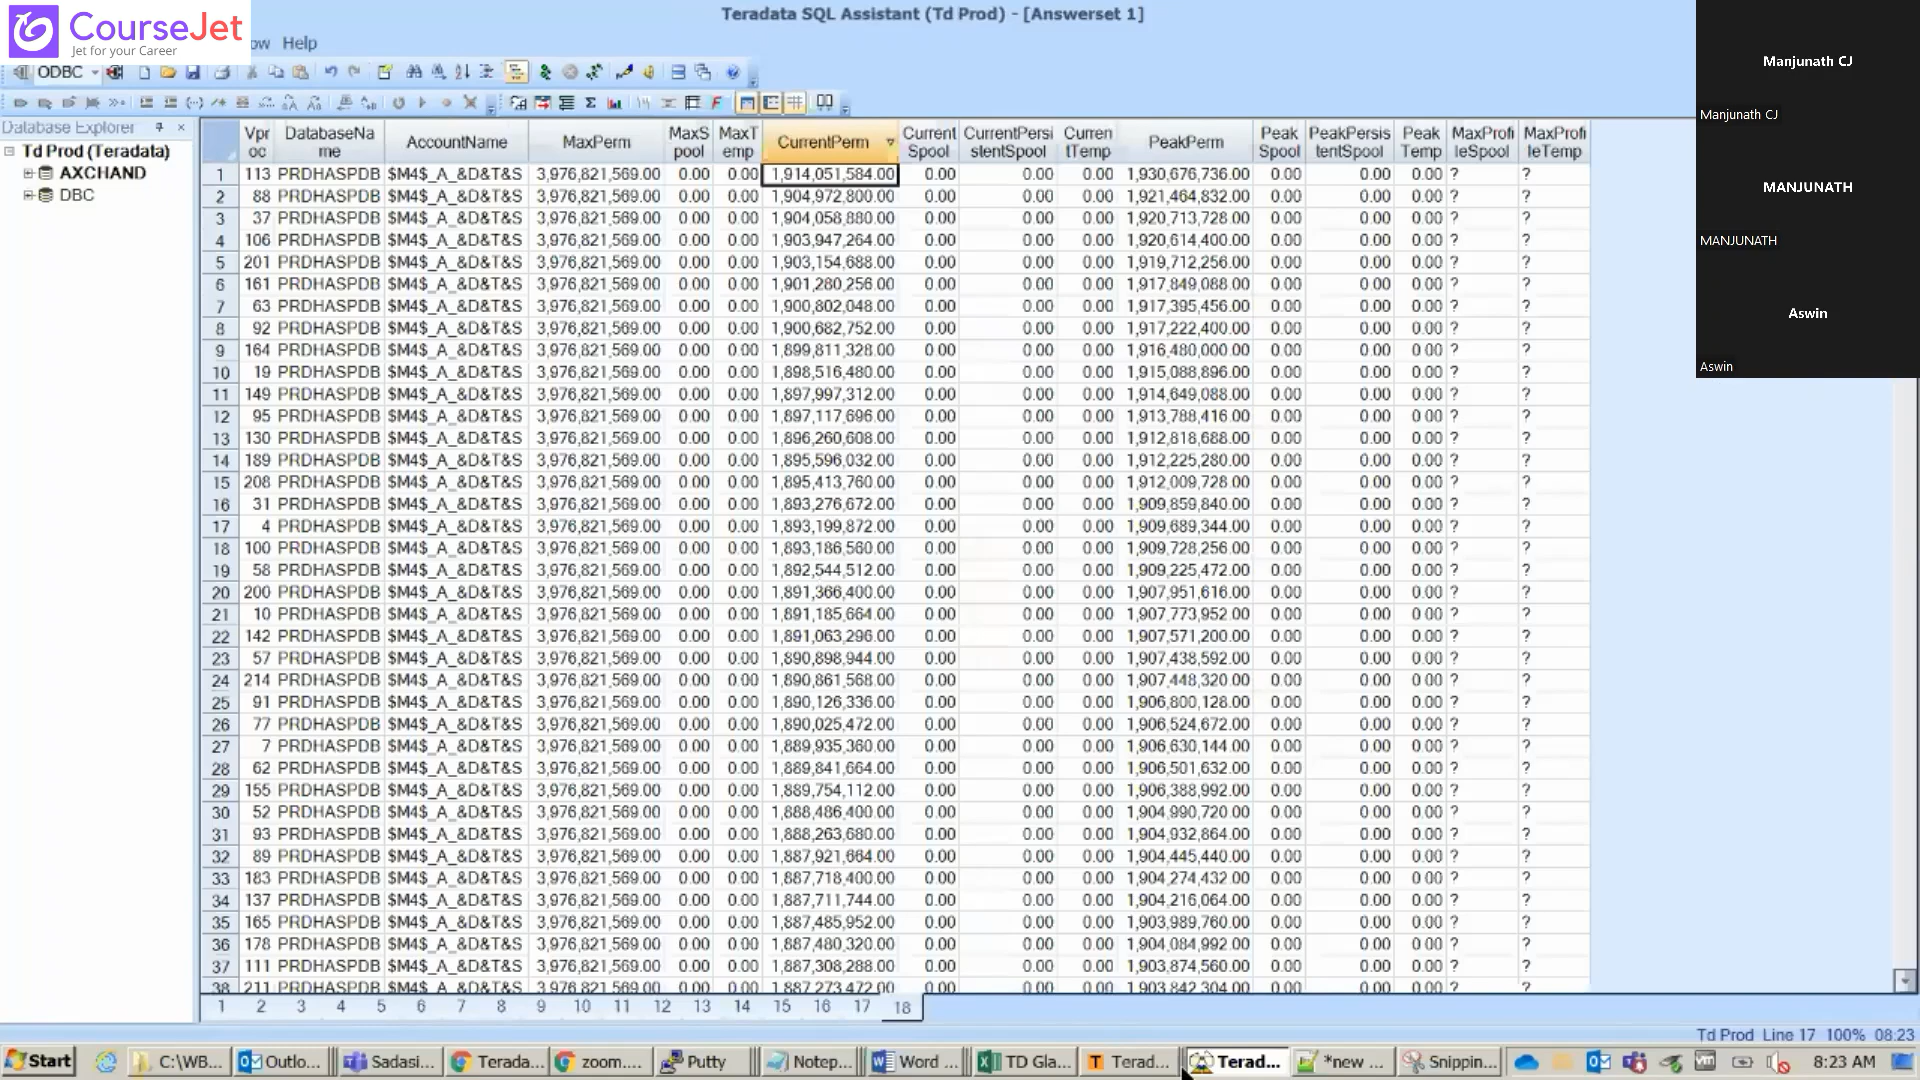 CourseJet
Jet for your Career
Teradata SQL Assistant (Td Prod) - [Answerset 1]
ow Help
ODBC
Database Explorer
Td Prod (Teradata)
AXCHAND
DBC
Vproc DatabaseName AccountName MaxPerm MaxSpool MaxTemp CurrentPerm CurrentSpool CurrentPersistentSpool CurrentTemp PeakPerm PeakSpool PeakPersistentSpool PeakTemp MaxProfileSpool MaxProfileTemp
1 113 PRDHASPDB $M4$_A_&D&T&S 3,976,821,569.00 0.00 0.00 1,914,051,584.00 0.00 0.00 0.00 1,930,676,736.00 0.00 0.00 0.00 ? ?
2 88 PRDHASPDB $M4$_A_&D&T&S 3,976,821,569.00 0.00 0.00 1,904,972,800.00 0.00 0.00 0.00 1,921,464,832.00 0.00 0.00 0.00 ? ?
3 37 PRDHASPDB $M4$_A_&D&T&S 3,976,821,569.00 0.00 0.00 1,904,058,880.00 0.00 0.00 0.00 1,920,713,728.00 0.00 0.00 0.00 ? ?
4 106 PRDHASPDB $M4$_A_&D&T&S 3,976,821,569.00 0.00 0.00 1,903,947,264.00 0.00 0.00 0.00 1,920,614,400.00 0.00 0.00 0.00 ? ?
5 201 PRDHASPDB $M4$_A_&D&T&S 3,976,821,569.00 0.00 0.00 1,903,154,688.00 0.00 0.00 0.00 1,919,712,256.00 0.00 0.00 0.00 ? ?
6 161 PRDHASPDB $M4$_A_&D&T&S 3,976,821,569.00 0.00 0.00 1,901,280,256.00 0.00 0.00 0.00 1,917,849,088.00 0.00 0.00 0.00 ? ?
7 63 PRDHASPDB $M4$_A_&D&T&S 3,976,821,569.00 0.00 0.00 1,900,802,048.00 0.00 0.00 0.00 1,917,395,456.00 0.00 0.00 0.00 ? ?
8 92 PRDHASPDB $M4$_A_&D&T&S 3,976,821,569.00 0.00 0.00 1,900,682,752.00 0.00 0.00 0.00 1,917,222,400.00 0.00 0.00 0.00 ? ?
9 164 PRDHASPDB $M4$_A_&D&T&S 3,976,821,569.00 0.00 0.00 1,899,811,328.00 0.00 0.00 0.00 1,916,480,000.00 0.00 0.00 0.00 ? ?
10 19 PRDHASPDB $M4$_A_&D&T&S 3,976,821,569.00 0.00 0.00 1,898,516,480.00 0.00 0.00 0.00 1,915,088,896.00 0.00 0.00 0.00 ? ?
11 149 PRDHASPDB $M4$_A_&D&T&S 3,976,821,569.00 0.00 0.00 1,897,997,312.00 0.00 0.00 0.00 1,914,649,088.00 0.00 0.00 0.00 ? ?
12 95 PRDHASPDB $M4$_A_&D&T&S 3,976,821,569.00 0.00 0.00 1,897,117,696.00 0.00 0.00 0.00 1,913,788,416.00 0.00 0.00 0.00 ? ?
13 130 PRDHASPDB $M4$_A_&D&T&S 3,976,821,569.00 0.00 0.00 1,896,260,608.00 0.00 0.00 0.00 1,912,818,688.00 0.00 0.00 0.00 ? ?
14 189 PRDHASPDB $M4$_A_&D&T&S 3,976,821,569.00 0.00 0.00 1,895,596,032.00 0.00 0.00 0.00 1,912,225,280.00 0.00 0.00 0.00 ? ?
15 208 PRDHASPDB $M4$_A_&D&T&S 3,976,821,569.00 0.00 0.00 1,895,413,760.00 0.00 0.00 0.00 1,912,009,728.00 0.00 0.00 0.00 ? ?
16 31 PRDHASPDB $M4$_A_&D&T&S 3,976,821,569.00 0.00 0.00 1,893,276,672.00 0.00 0.00 0.00 1,909,859,840.00 0.00 0.00 0.00 ? ?
17 4 PRDHASPDB $M4$_A_&D&T&S 3,976,821,569.00 0.00 0.00 1,893,199,872.00 0.00 0.00 0.00 1,909,689,344.00 0.00 0.00 0.00 ? ?
18 100 PRDHASPDB $M4$_A_&D&T&S 3,976,821,569.00 0.00 0.00 1,893,186,560.00 0.00 0.00 0.00 1,909,728,256.00 0.00 0.00 0.00 ? ?
19 58 PRDHASPDB $M4$_A_&D&T&S 3,976,821,569.00 0.00 0.00 1,892,544,512.00 0.00 0.00 0.00 1,909,225,472.00 0.00 0.00 0.00 ? ?
20 200 PRDHASPDB $M4$_A_&D&T&S 3,976,821,569.00 0.00 0.00 1,891,366,400.00 0.00 0.00 0.00 1,907,951,616.00 0.00 0.00 0.00 ? ?
21 10 PRDHASPDB $M4$_A_&D&T&S 3,976,821,569.00 0.00 0.00 1,891,185,664.00 0.00 0.00 0.00 1,907,773,952.00 0.00 0.00 0.00 ? ?
22 142 PRDHASPDB $M4$_A_&D&T&S 3,976,821,569.00 0.00 0.00 1,891,063,296.00 0.00 0.00 0.00 1,907,571,200.00 0.00 0.00 0.00 ? ?
23 57 PRDHASPDB $M4$_A_&D&T&S 3,976,821,569.00 0.00 0.00 1,890,898,944.00 0.00 0.00 0.00 1,907,438,592.00 0.00 0.00 0.00 ? ?
24 214 PRDHASPDB $M4$_A_&D&T&S 3,976,821,569.00 0.00 0.00 1,890,861,568.00 0.00 0.00 0.00 1,907,448,320.00 0.00 0.00 0.00 ? ?
25 91 PRDHASPDB $M4$_A_&D&T&S 3,976,821,569.00 0.00 0.00 1,890,126,336.00 0.00 0.00 0.00 1,906,800,128.00 0.00 0.00 0.00 ? ?
26 77 PRDHASPDB $M4$_A_&D&T&S 3,976,821,569.00 0.00 0.00 1,890,025,472.00 0.00 0.00 0.00 1,906,524,672.00 0.00 0.00 0.00 ? ?
27 7 PRDHASPDB $M4$_A_&D&T&S 3,976,821,569.00 0.00 0.00 1,889,935,360.00 0.00 0.00 0.00 1,906,630,144.00 0.00 0.00 0.00 ? ?
28 62 PRDHASPDB $M4$_A_&D&T&S 3,976,821,569.00 0.00 0.00 1,889,841,664.00 0.00 0.00 0.00 1,906,501,632.00 0.00 0.00 0.00 ? ?
29 155 PRDHASPDB $M4$_A_&D&T&S 3,976,821,569.00 0.00 0.00 1,889,754,112.00 0.00 0.00 0.00 1,906,388,992.00 0.00 0.00 0.00 ? ?
30 52 PRDHASPDB $M4$_A_&D&T&S 3,976,821,569.00 0.00 0.00 1,888,486,400.00 0.00 0.00 0.00 1,904,990,720.00 0.00 0.00 0.00 ? ?
31 93 PRDHASPDB $M4$_A_&D&T&S 3,976,821,569.00 0.00 0.00 1,888,263,680.00 0.00 0.00 0.00 1,904,932,864.00 0.00 0.00 0.00 ? ?
32 89 PRDHASPDB $M4$_A_&D&T&S 3,976,821,569.00 0.00 0.00 1,887,921,664.00 0.00 0.00 0.00 1,904,445,440.00 0.00 0.00 0.00 ? ?
33 183 PRDHASPDB $M4$_A_&D&T&S 3,976,821,569.00 0.00 0.00 1,887,718,400.00 0.00 0.00 0.00 1,904,274,432.00 0.00 0.00 0.00 ? ?
34 137 PRDHASPDB $M4$_A_&D&T&S 3,976,821,569.00 0.00 0.00 1,887,711,744.00 0.00 0.00 0.00 1,904,216,064.00 0.00 0.00 0.00 ? ?
35 165 PRDHASPDB $M4$_A_&D&T&S 3,976,821,569.00 0.00 0.00 1,887,485,952.00 0.00 0.00 0.00 1,903,989,760.00 0.00 0.00 0.00 ? ?
36 178 PRDHASPDB $M4$_A_&D&T&S 3,976,821,569.00 0.00 0.00 1,887,480,320.00 0.00 0.00 0.00 1,904,084,992.00 0.00 0.00 0.00 ? ?
37 111 PRDHASPDB $M4$_A_&D&T&S 3,976,821,569.00 0.00 0.00 1,887,308,288.00 0.00 0.00 0.00 1,903,874,560.00 0.00 0.00 0.00 ? ?
38 211 PRDHASPDB $M4$_A_&D&T&S 3,976,821,569.00 0.00 0.00 1,887,273,472.00 0.00 0.00 0.00 1,903,842,304.00 0.00 0.00 0.00 ? ?
1 2 3 4 5 6 7 8 9 10 11 12 13 14 15 16 17 18
Manjunath CJ
Manjunath CJ
MANJUNATH
MANJUNATH
Aswin
Aswin
Td Prod Line 17 100% 08:23
Start C:\WB... Outlo... Sadasi... Terada... zoom.... Putty Notep... Word ... TD Gla... Terad... Terad... *new ... Snippin... 8:23 AM